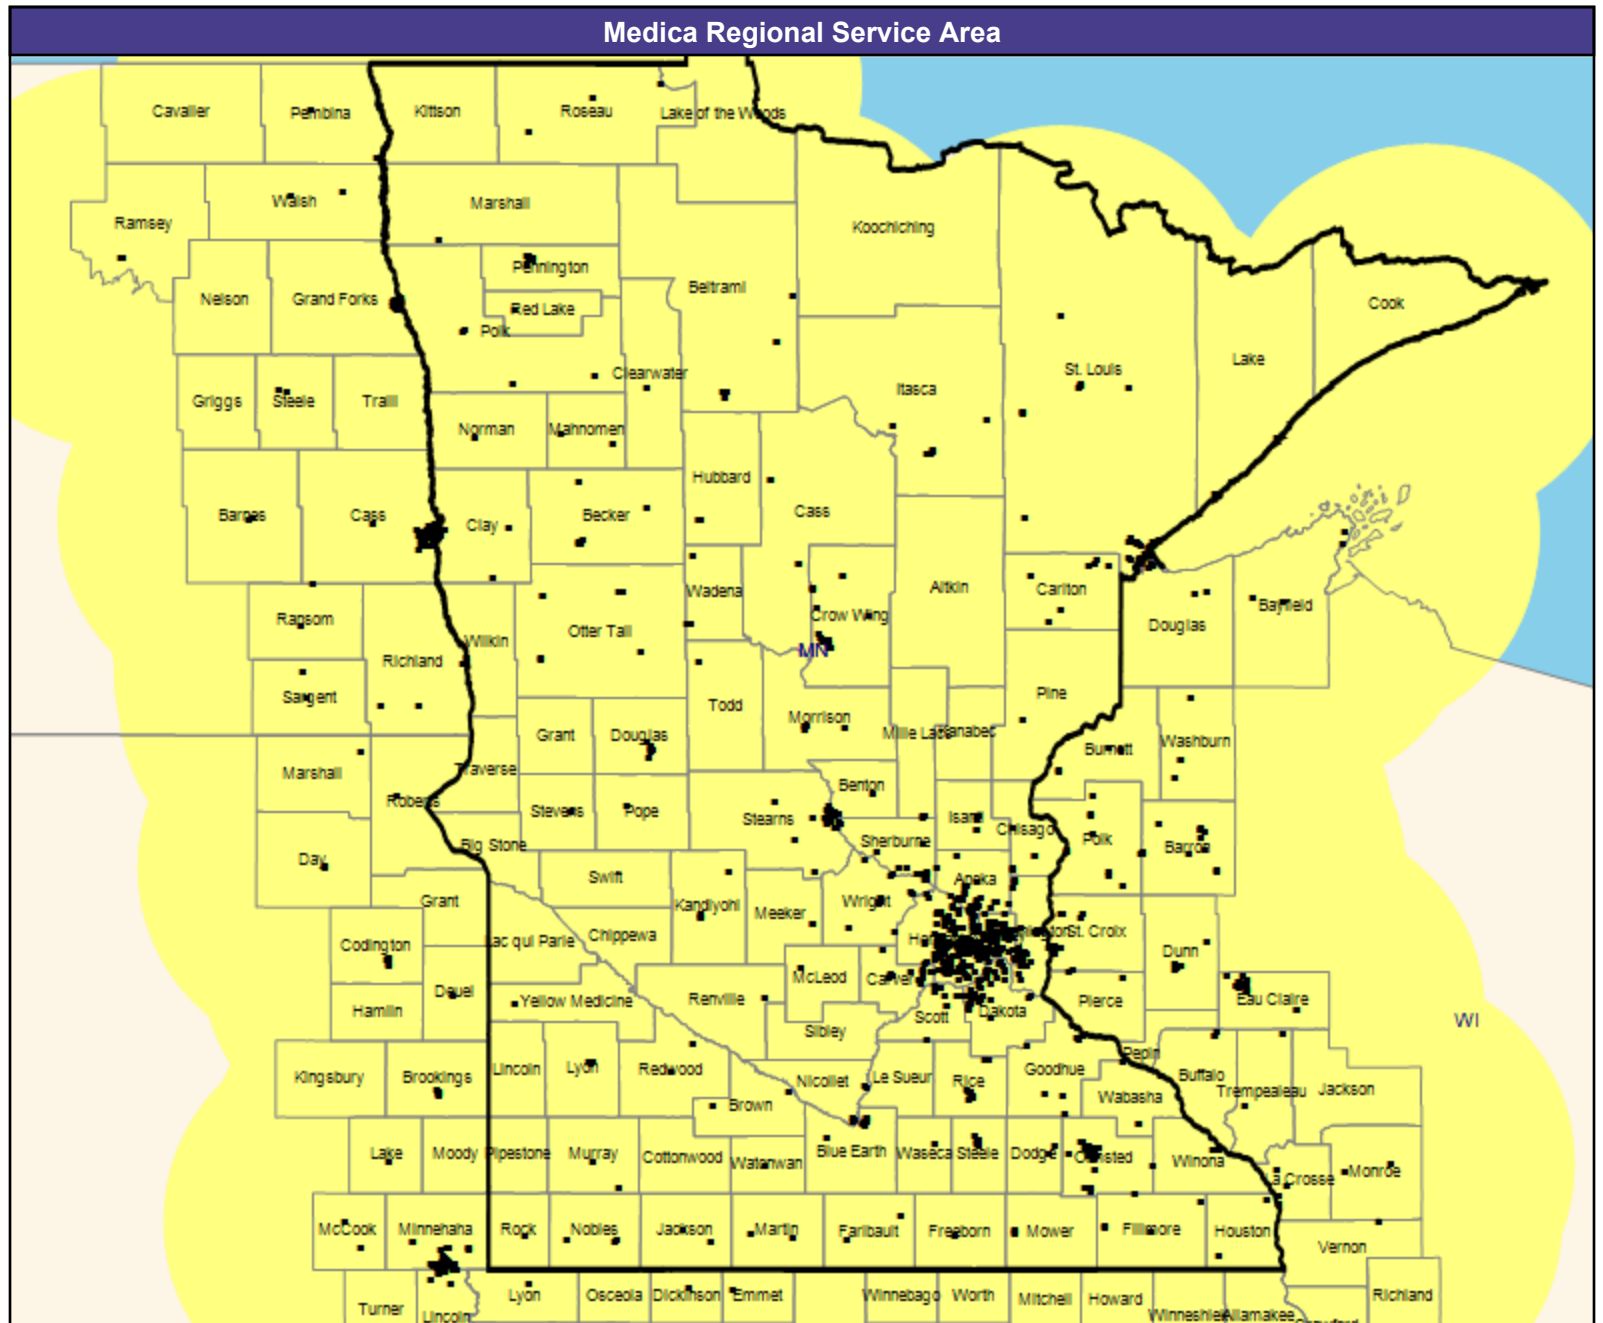 Medica Regional Service Area
Cavalier
Pembina
Kittson
Roseau
Lake of the Woods
Walsh
Marshall
Ramsey
Koochiching
Pennington
Nelson
Grand Forks
Beltrami
Red Lake
Polk
Cook
Clearwater
St. Louis
Lake
Itasca
Griggs
Steele
Traill
Norman
Mahnomen
Hubbard
Barnes
Cass
Clay
Becker
Cass
Wadena
Aitkin
Carlton
Bayfield
Ransom
Crow Wing
Douglas
Otter Tail
Wilkin
MN
Richland
Sargent
Pine
Todd
Morrison
Mille Lacs
Kanabec
Grant
Douglas
Burnett
Washburn
Marshall
Traverse
Benton
Roberts
Stevens
Pope
Stearns
Isanti
Chisago
Sherburne
Polk
Barron
Big Stone
Day
Swift
Anoka
Grant
Kandiyohi
Meeker
Wright
Codington
Lac qui Parle
Chippewa
St. Croix
Dunn
McLeod
Carver
Deuel
Yellow Medicine
Renville
Pierce
Eau Claire
Hamlin
Scott
Dakota
WI
Sibley
Pepin
Kingsbury
Brookings
Lincoln
Lyon
Redwood
Nicollet
Le Sueur
Rice
Goodhue
Buffalo
Trempealeau
Jackson
Brown
Wabasha
Lake
Moody
Pipestone
Murray
Cottonwood
Watonwan
Blue Earth
Waseca
Steele
Dodge
Olmsted
Winona
La Crosse
Monroe
McCook
Minnehaha
Rock
Nobles
Jackson
Martin
Faribault
Freeborn
Mower
Fillmore
Houston
Vernon
Turner
Lincoln
Lyon
Osceola
Dickinson
Emmet
Winnebago
Worth
Mitchell
Howard
Winneshiek
Allamakee
Richland